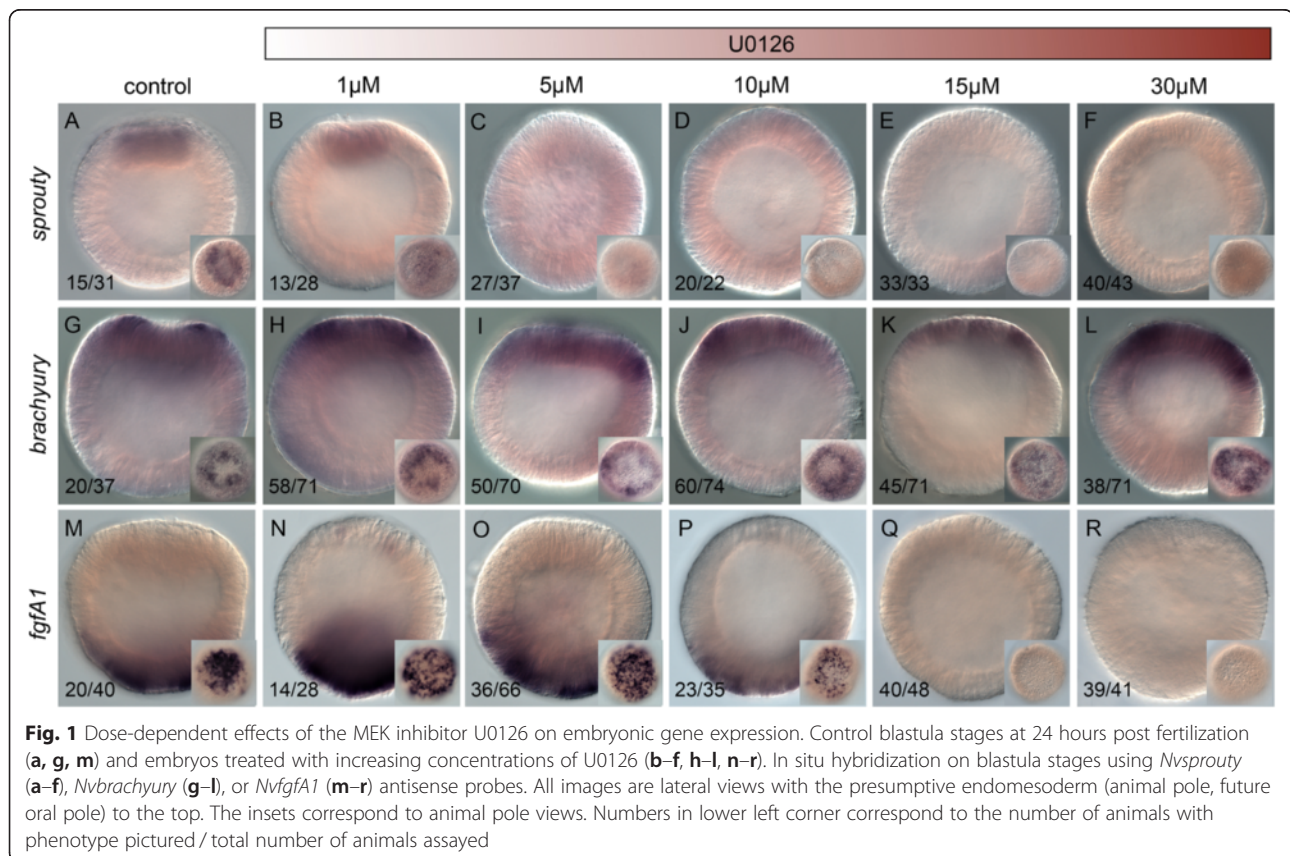 U0126
control 1µM 5µM 10µM 15µM 30µM
sprouty
A B C D E F
15/31 13/28 27/37 20/22 33/33 40/43
brachyury
G H I J K L
20/37 58/71 50/70 60/74 45/71 38/71
fgfA1
M N O P Q R
20/40 14/28 36/66 23/35 40/48 39/41
Fig. 1 Dose-dependent effects of the MEK inhibitor U0126 on embryonic gene expression. Control blastula stages at 24 hours post fertilization
(a, g, m) and embryos treated with increasing concentrations of U0126 (b–f, h–l, n–r). In situ hybridization on blastula stages using Nvsprouty
(a–f), Nvbrachyury (g–l), or NvfgfA1 (m–r) antisense probes. All images are lateral views with the presumptive endomesoderm (animal pole, future
oral pole) to the top. The insets correspond to animal pole views. Numbers in lower left corner correspond to the number of animals with
phenotype pictured / total number of animals assayed